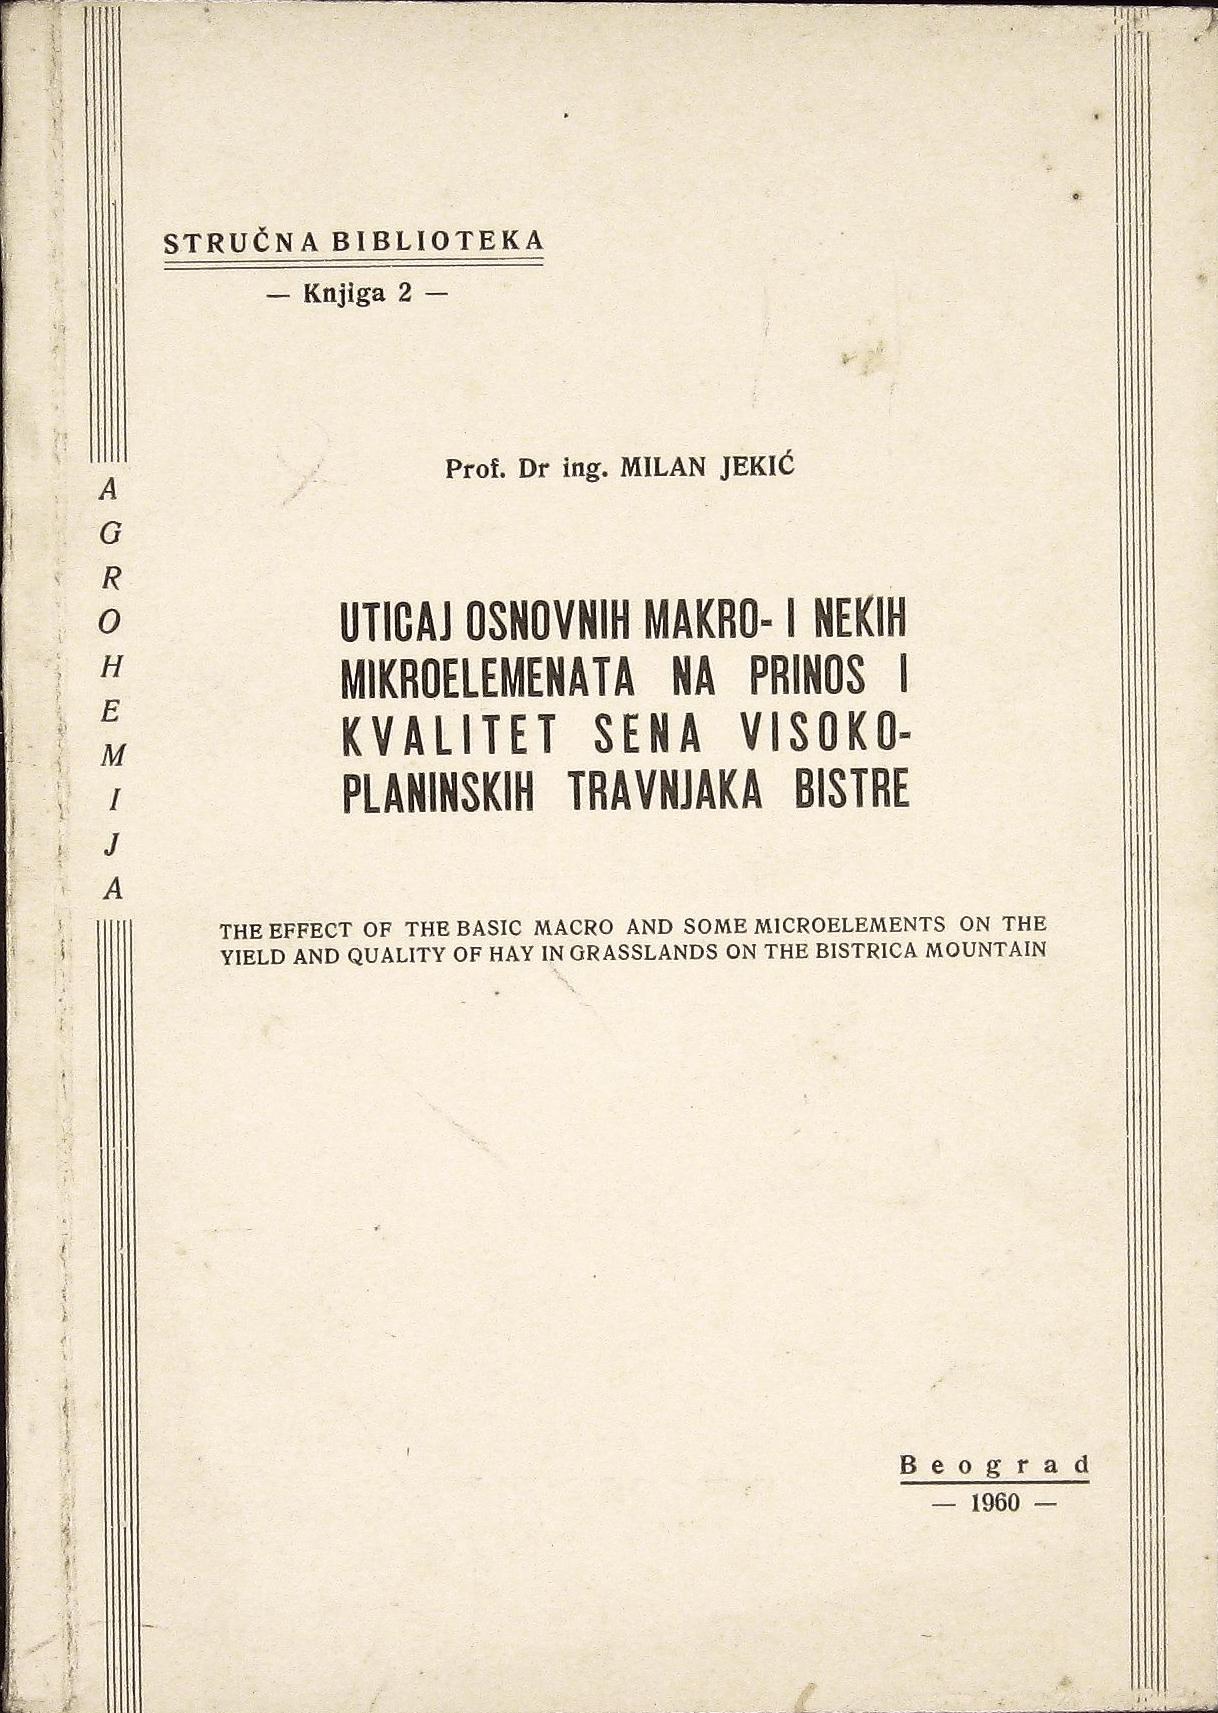 STRUČNA BIBLIOTEKA
— Knjiga 2 —
Prof. Dr ing. MILAN JEKIĆ
AGROHEMIJA
UTICAJ OSNOVNIH MAKRO- I NEKIH
MIKROELEMENATA NA PRINOS I
KVALITET SENA VISOKO-
PLANINSKIH TRAVNJAKA BISTRE
THE EFFECT OF THE BASIC MACRO AND SOME MICROELEMENTS ON THE
YIELD AND QUALITY OF HAY IN GRASSLANDS ON THE BISTRICA MOUNTAIN
Beograd
— 1960 —